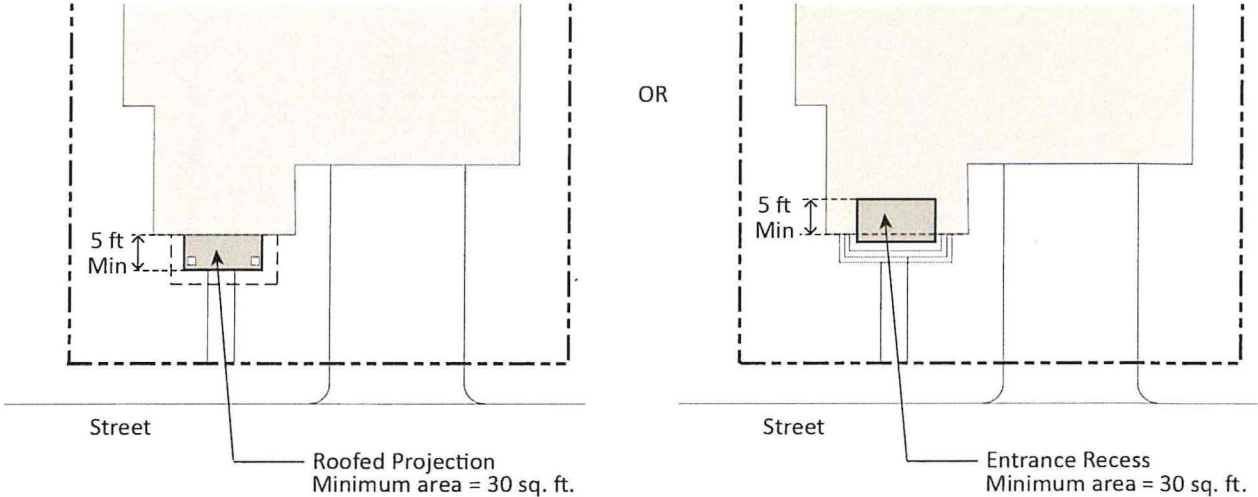 OR
5 ft
Min
Street
Roofed Projection
Minimum area = 30 sq. ft.
5 ft
Min
Street
Entrance Recess
Minimum area = 30 sq. ft.